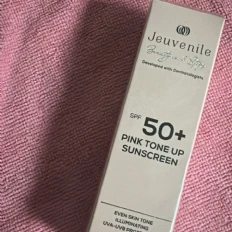 Jeuvenile
Developed with Dermatologists
SPF 50+
PINK TONE UP
SUNSCREEN
EVEN SKIN TONE
ILLUMINATING